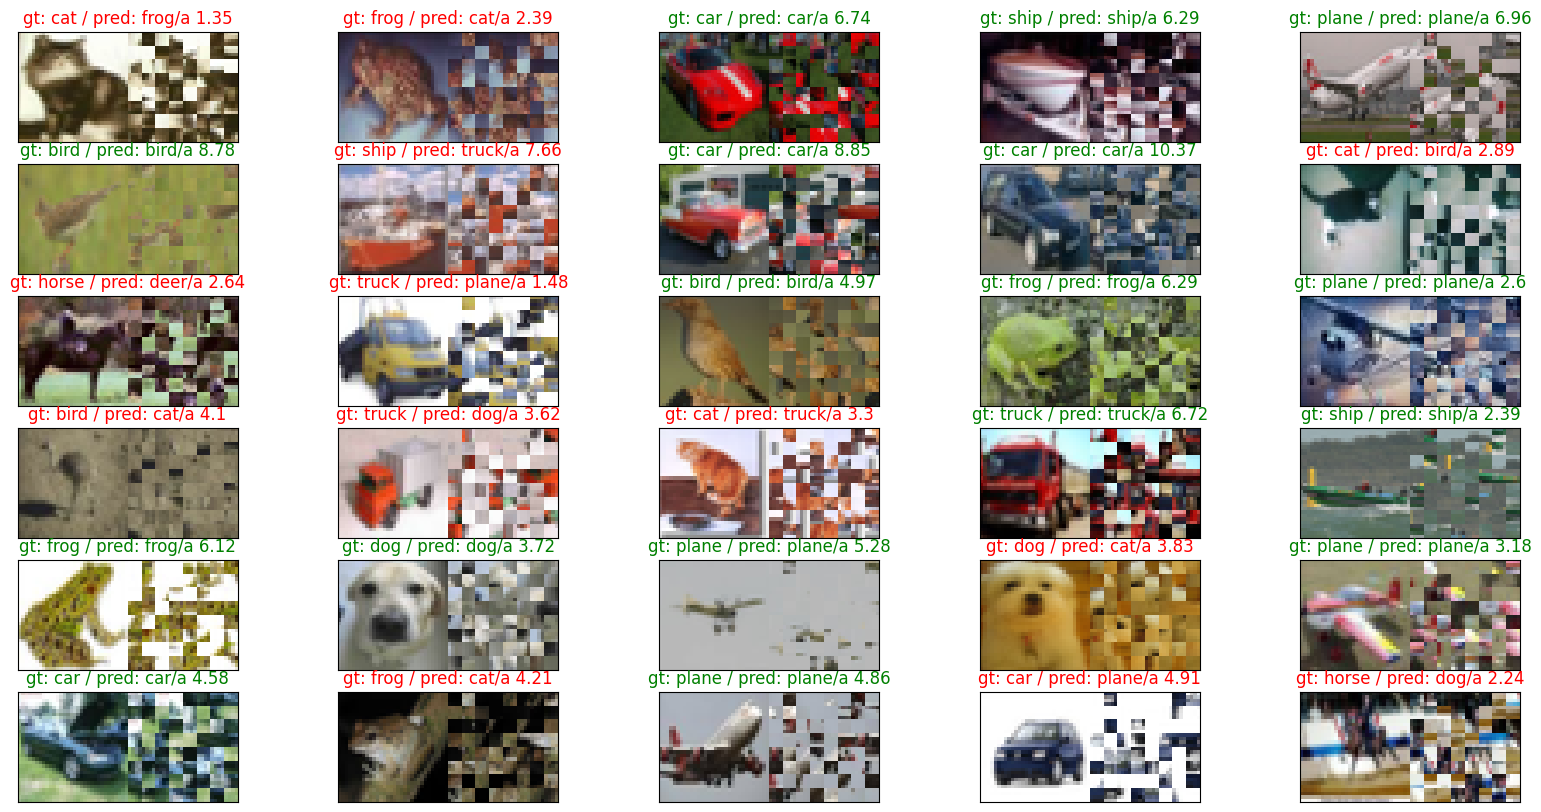 gt: cat / pred: frog/a 1.35
gt: frog / pred: cat/a 2.39
gt: car / pred: car/a 6.74
gt: ship / pred: ship/a 6.29
gt: plane / pred: plane/a 6.96
gt: bird / pred: bird/a 8.78
gt: ship / pred: truck/a 7.66
gt: car / pred: car/a 8.85
gt: car / pred: car/a 10.37
gt: cat / pred: bird/a 2.89
gt: horse / pred: deer/a 2.64
gt: truck / pred: plane/a 1.48
gt: bird / pred: bird/a 4.97
gt: frog / pred: frog/a 6.29
gt: plane / pred: plane/a 2.6
gt: bird / pred: cat/a 4.1
gt: truck / pred: dog/a 3.62
gt: cat / pred: truck/a 3.3
gt: truck / pred: truck/a 6.72
gt: ship / pred: ship/a 2.39
gt: frog / pred: frog/a 6.12
gt: dog / pred: dog/a 3.72
gt: plane / pred: plane/a 5.28
gt: dog / pred: cat/a 3.83
gt: plane / pred: plane/a 3.18
gt: car / pred: car/a 4.58
gt: frog / pred: cat/a 4.21
gt: plane / pred: plane/a 4.86
gt: car / pred: plane/a 4.91
gt: horse / pred: dog/a 2.24